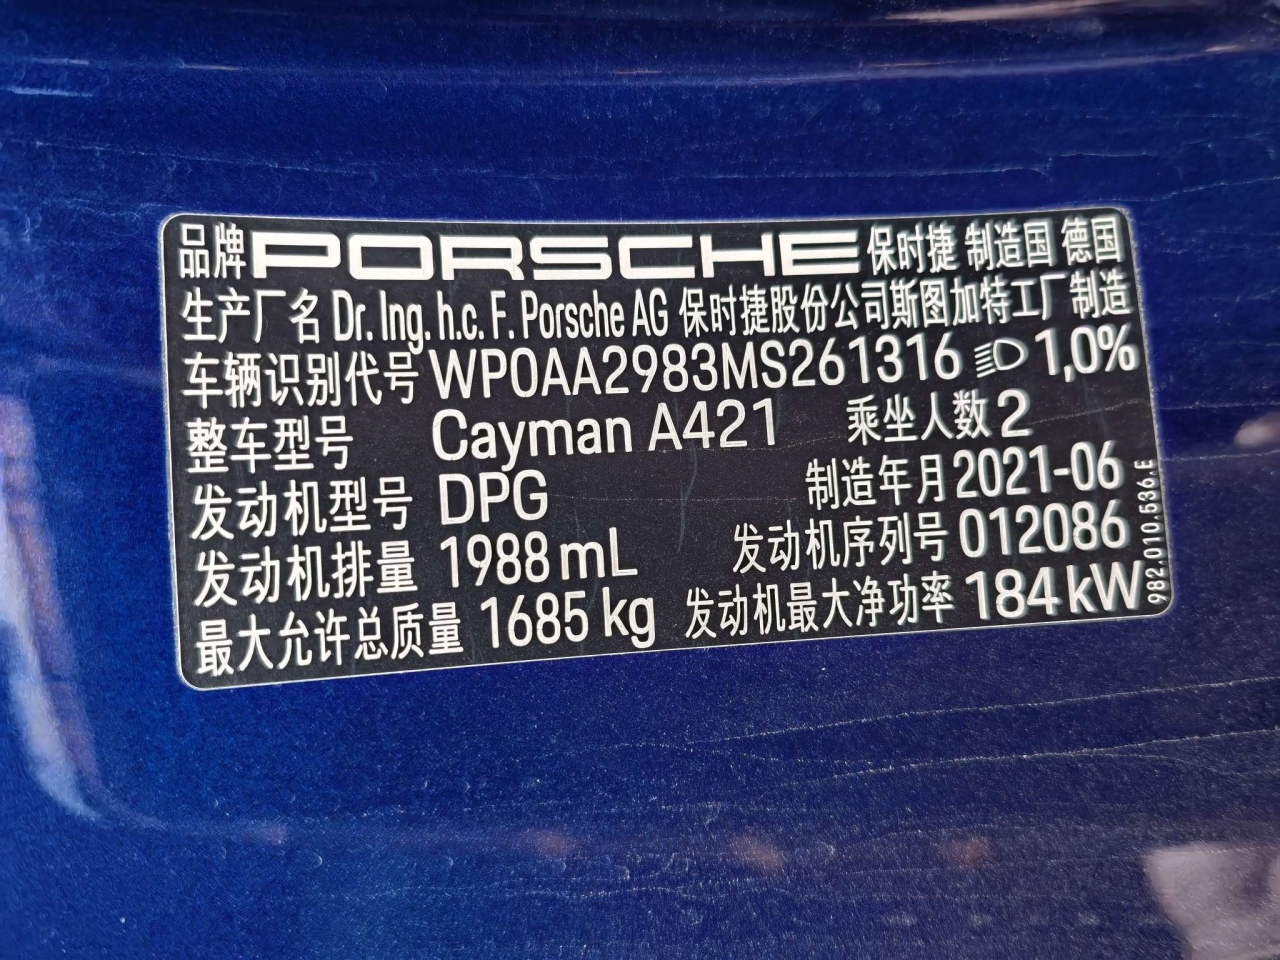 品牌 PORSCHE 保时捷 制造国 德国
生产厂名 Dr. Ing. h.c. F. Porsche AG 保时捷股份公司斯图加特工厂制造
车辆识别代号 WP0AA2983MS261316 1,0%
整车型号 Cayman A421 乘坐人数 2
发动机型号 DPG 制造年月 2021-06
发动机排量 1988 mL 发动机序列号 012086
最大允许总质量 1685 kg 发动机最大净功率 184 kW
982.010.536.E